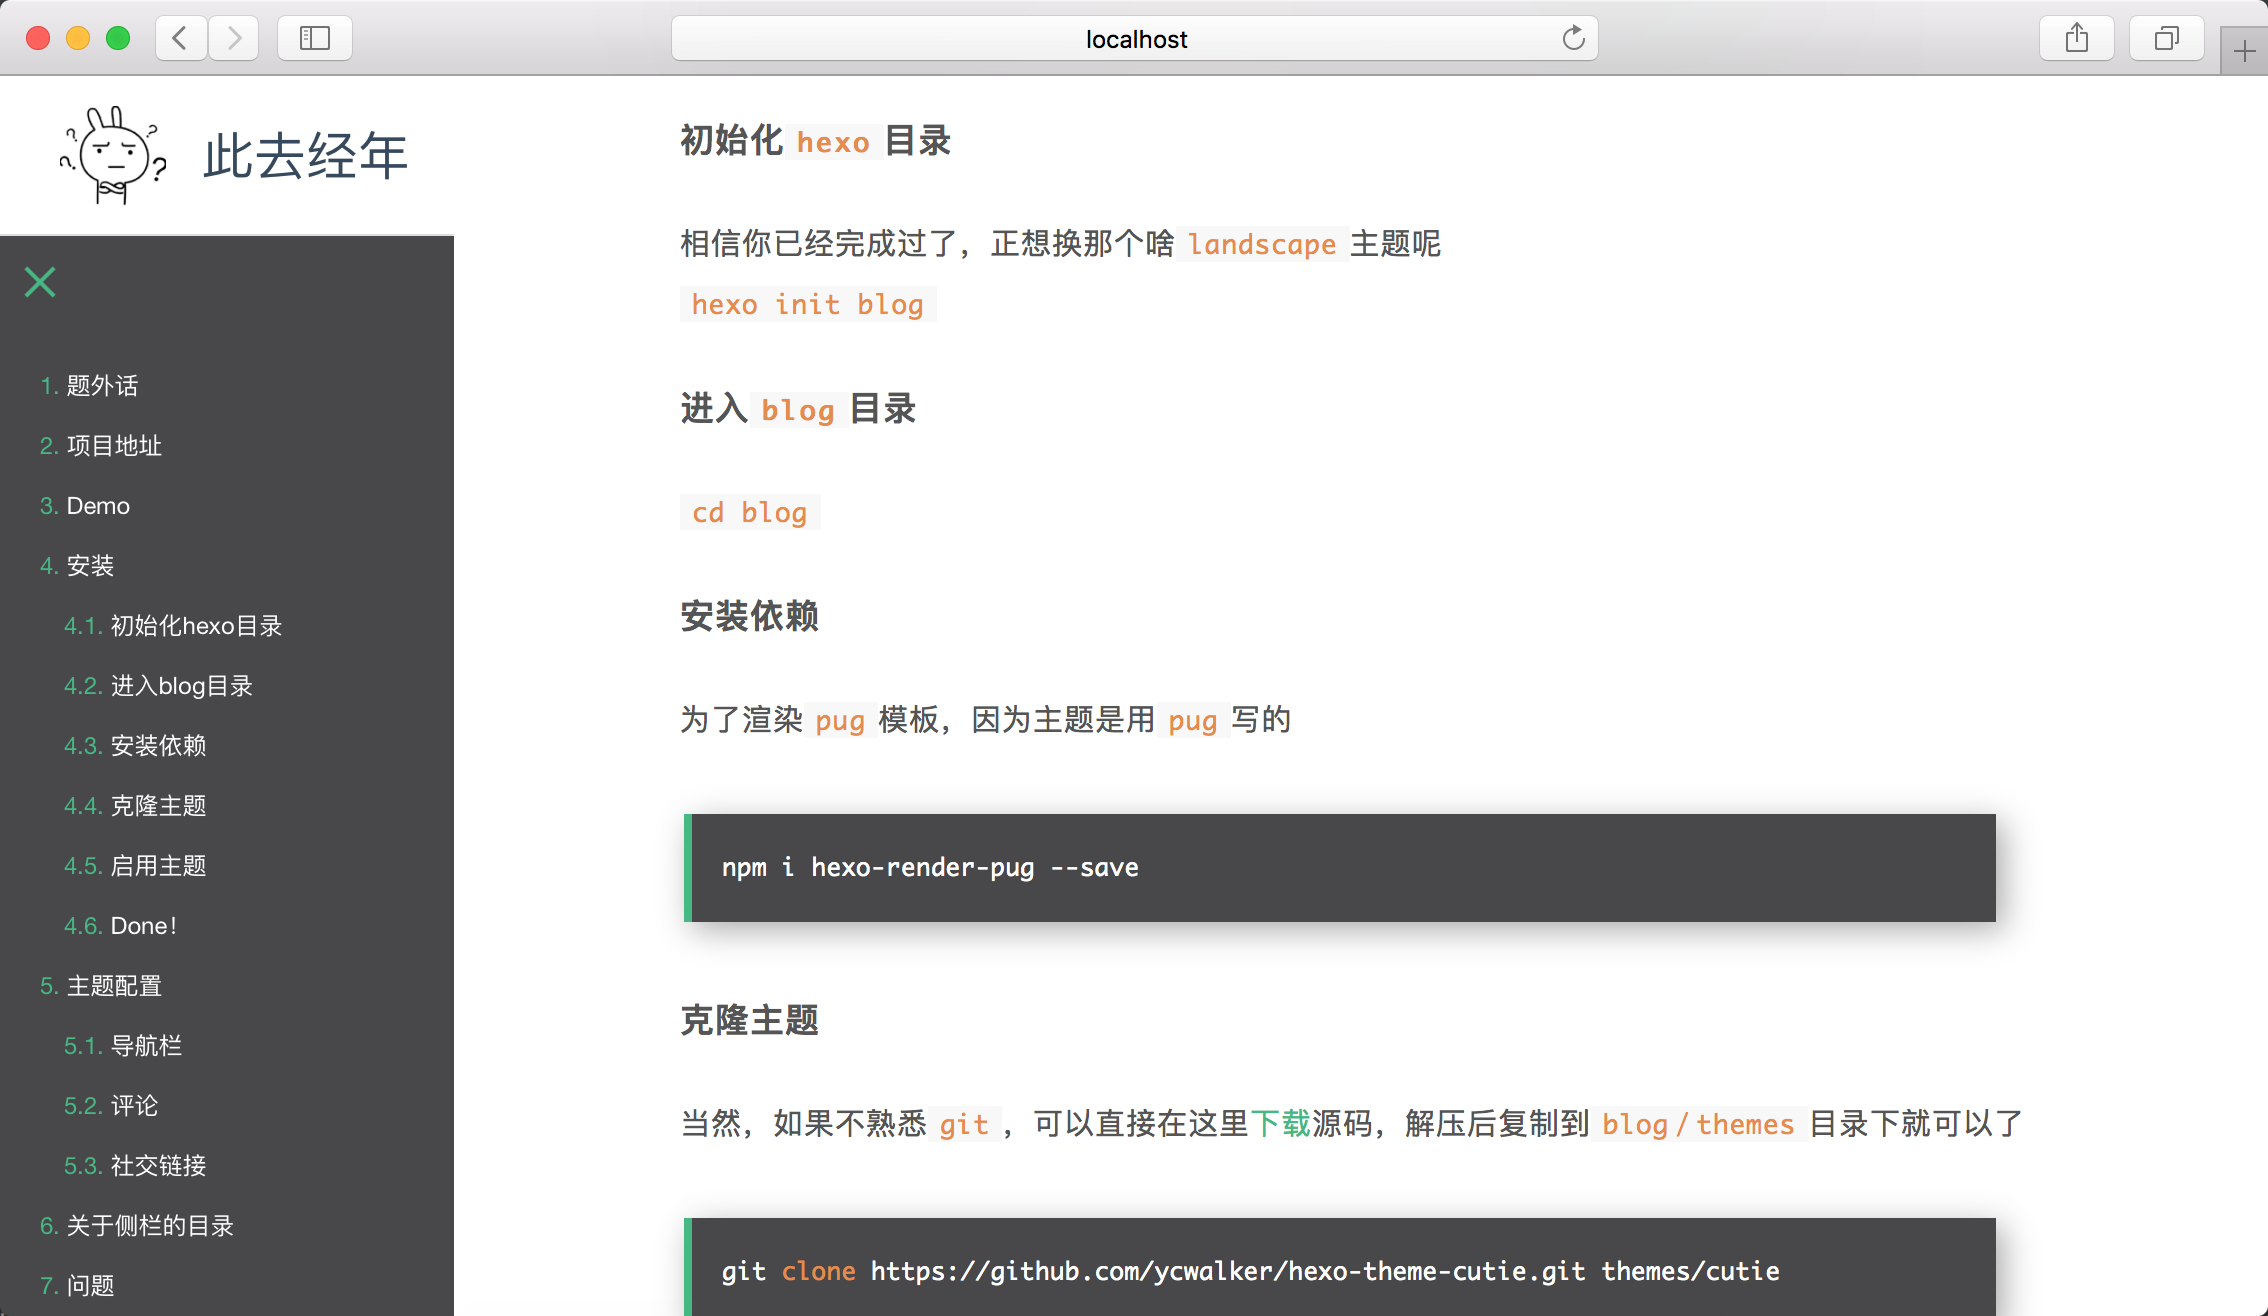 localhost
此去经年
1. 题外话
2. 项目地址
3. Demo
4. 安装
4.1. 初始化hexo目录
4.2. 进入blog目录
4.3. 安装依赖
4.4. 克隆主题
4.5. 启用主题
4.6. Done!
5. 主题配置
5.1. 导航栏
5.2. 评论
5.3. 社交链接
6. 关于侧栏的目录
7. 问题
初始化 hexo 目录
相信你已经完成过了，正想换那个啥 landscape 主题呢
hexo init blog
进入 blog 目录
cd blog
安装依赖
为了渲染 pug 模板，因为主题是用 pug 写的
npm i hexo-render-pug --save
克隆主题
当然，如果不熟悉 git ，可以直接在这里下载源码，解压后复制到 blog/themes 目录下就可以了
git clone https://github.com/ycwalker/hexo-theme-cutie.git themes/cutie